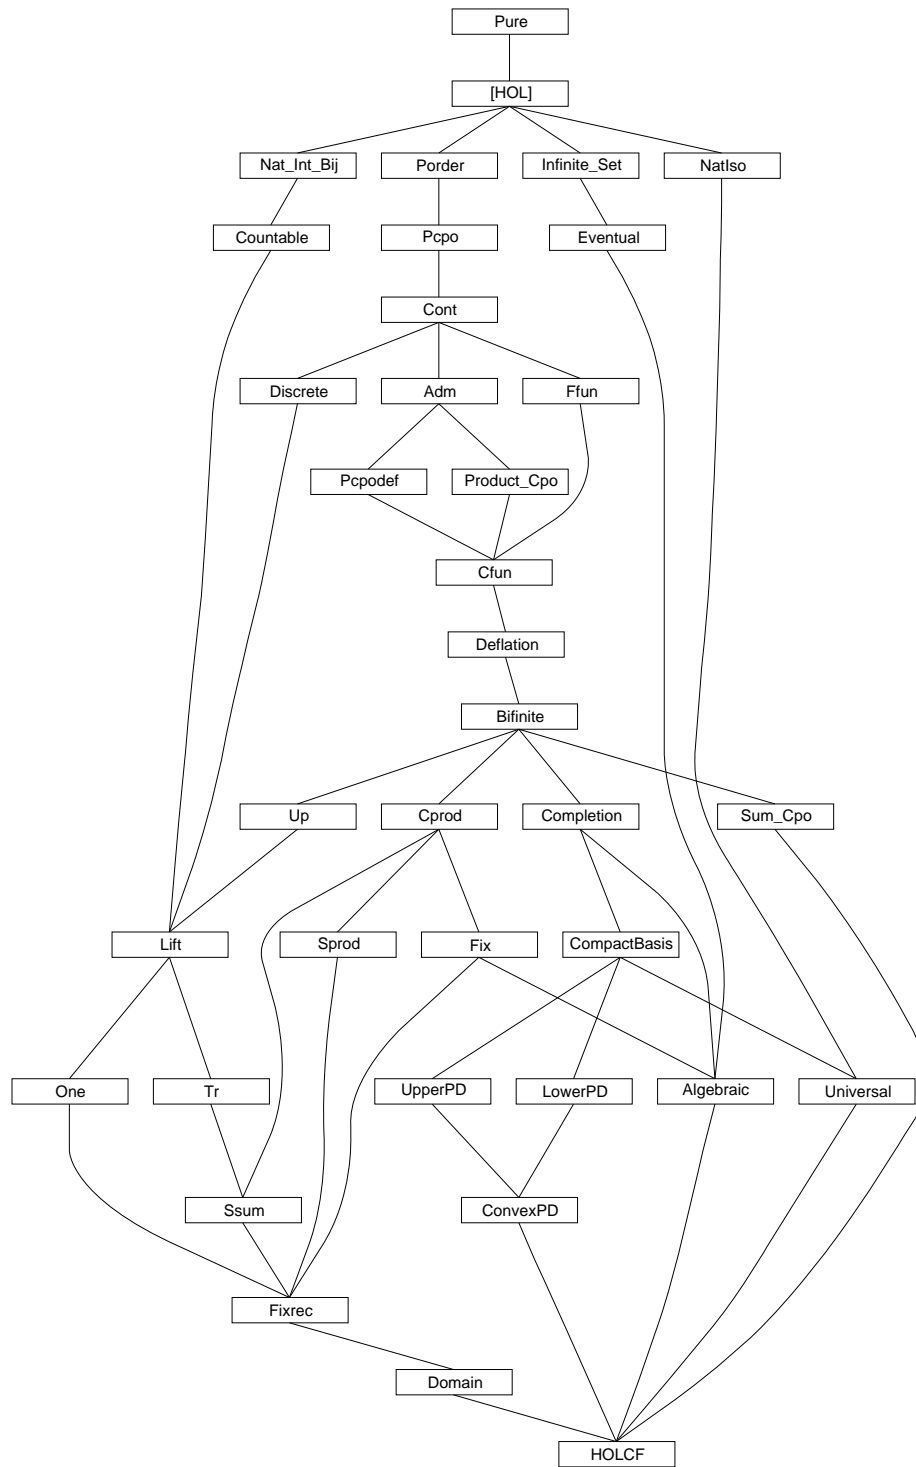 Pure
[HOL]
Nat_Int_Bij
Porder
Infinite_Set
NatIso
Countable
Pcpo
Eventual
Cont
Discrete
Adm
Ffun
Pcpodef
Product_Cpo
Cfun
Deflation
Bifinite
Up
Cprod
Completion
Sum_Cpo
Lift
Sprod
Fix
CompactBasis
One
Tr
UpperPD
LowerPD
Algebraic
Universal
Ssum
ConvexPD
Fixrec
Domain
HOLCF